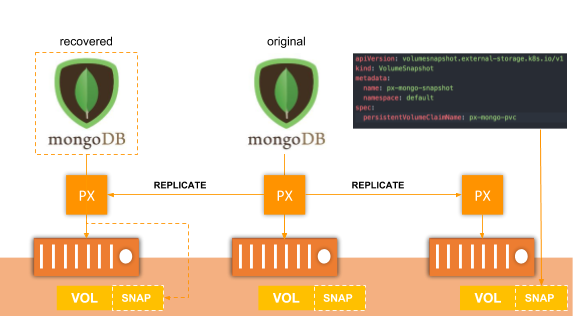 recovered
original
mongoDB
mongoDB
apiVersion: volumesnapshot.external-storage.k8s.io/v1
kind: VolumeSnapshot
metadata:
name: px-mongo-snapshot
namespace: default
spec:
persistentVolumeClaimName: px-mongo-pvc
PX
REPLICATE
PX
REPLICATE
PX
VOL
SNAP
VOL
SNAP
VOL
SNAP